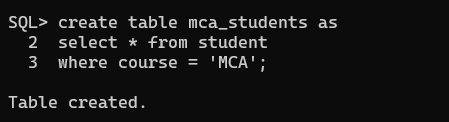 SQL> create table mca_students as
  2  select * from student
  3  where course = 'MCA';
Table created.